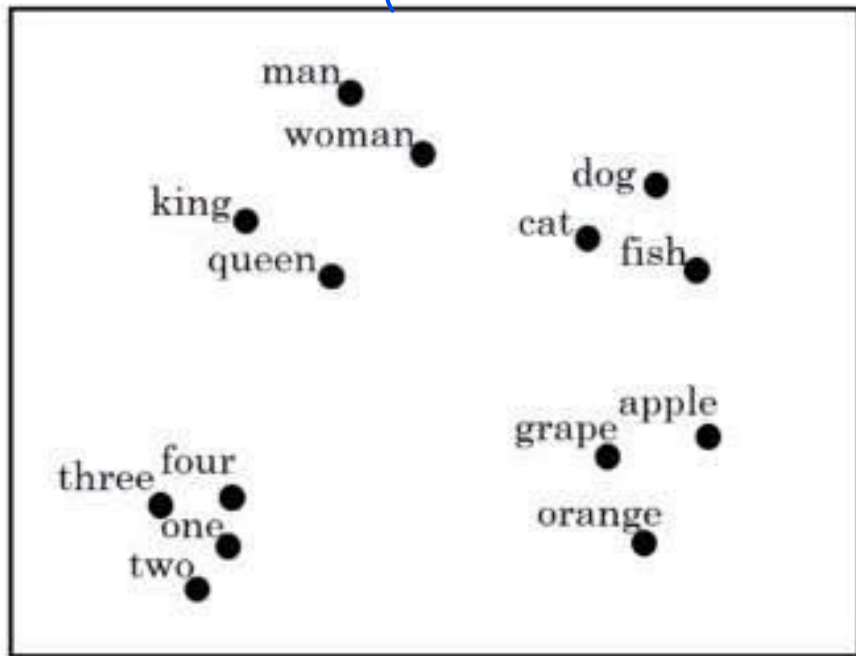 man
woman
dog
king
cat
fish
queen
apple
grape
four
three
orange
one
two